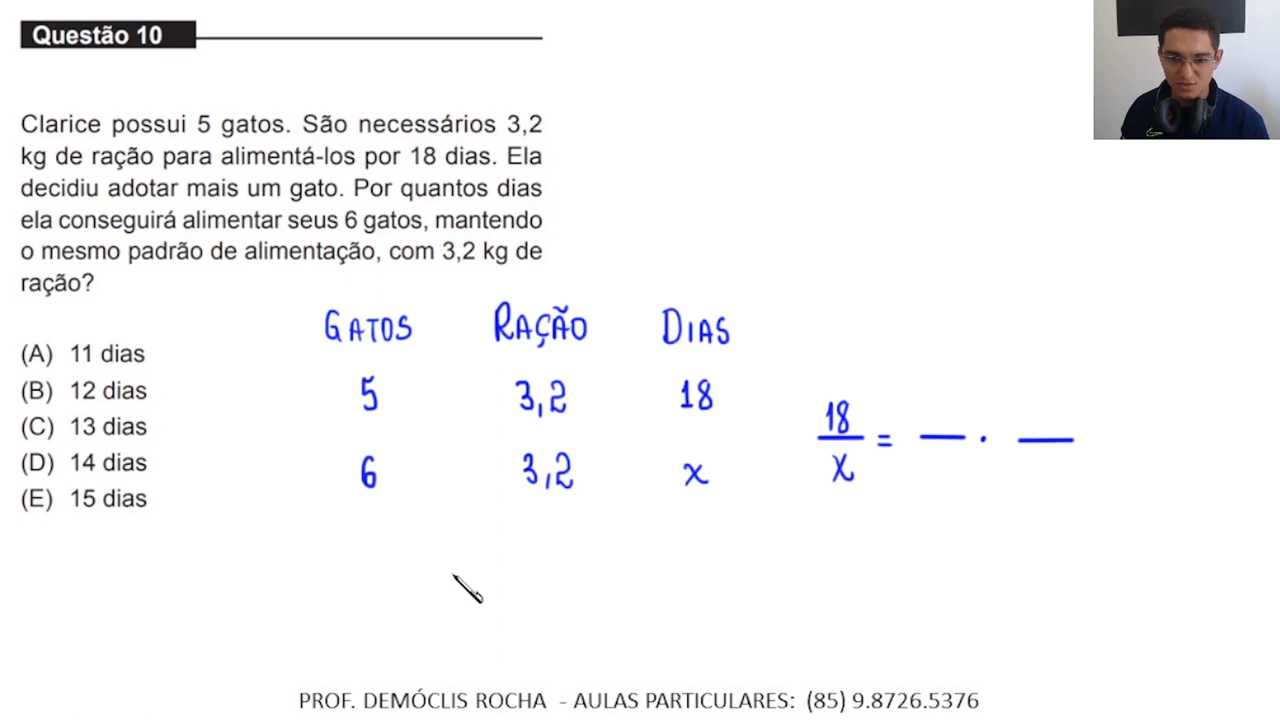 Questão 10
Clarice possui 5 gatos. São necessários 3,2
kg de ração para alimentá-los por 18 dias. Ela
decidiu adotar mais um gato. Por quantos dias
ela conseguirá alimentar seus 6 gatos, mantendo
o mesmo padrão de alimentação, com 3,2 kg de
ração?
(A) 11 dias
(B) 12 dias
(C) 13 dias
(D) 14 dias
(E) 15 dias
GATOS RAÇÃO DIAS
5 3,2 18
6 3,2 x
18
— = — . —
x
PROF. DEMÓCLIS ROCHA - AULAS PARTICULARES: (85) 9.8726.5376